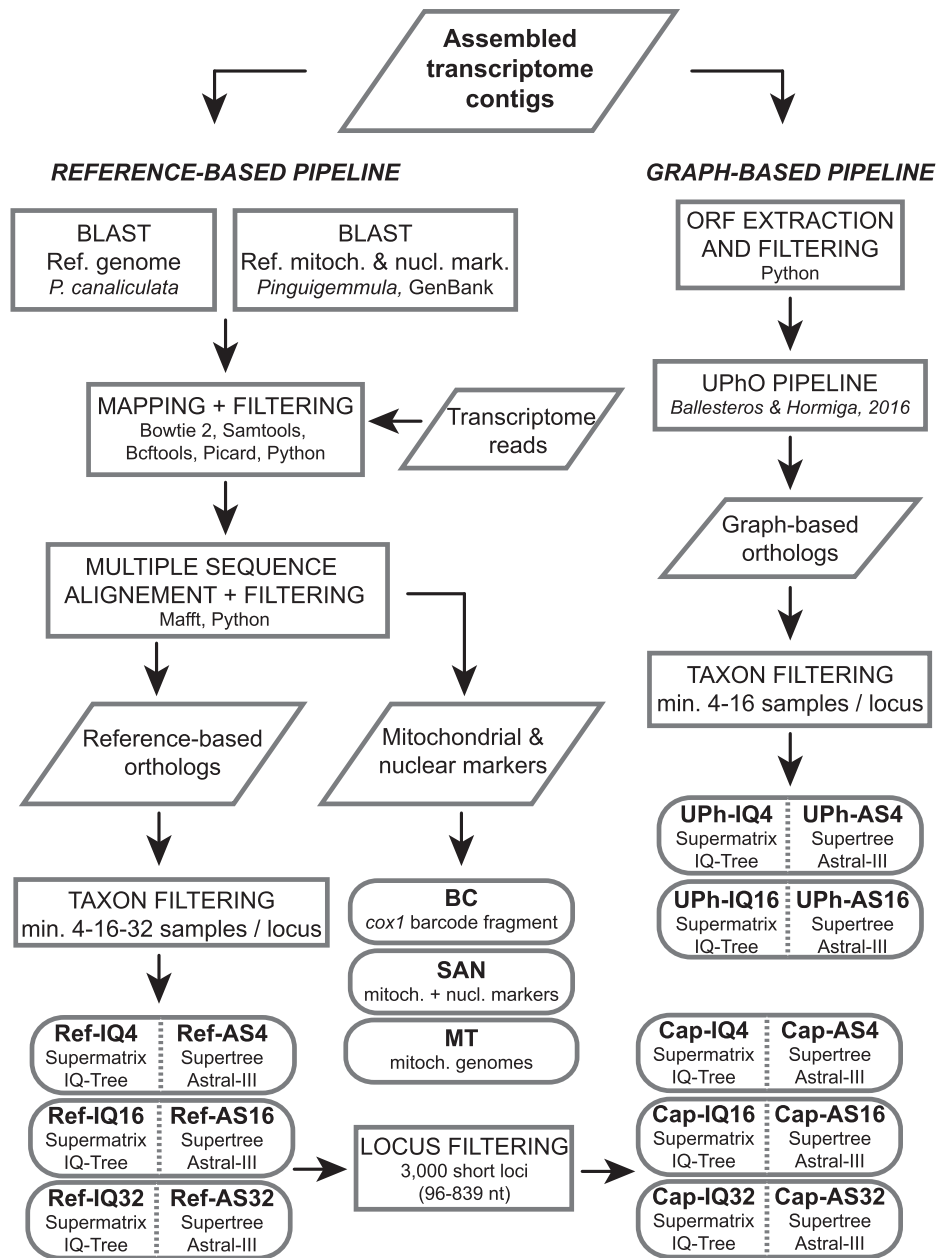 Assembled
transcriptome
contigs
REFERENCE-BASED PIPELINE
BLAST
Ref. genome
P. canaliculata
BLAST
Ref. mitoch. & nucl. mark.
Pinguigemmula, GenBank
MAPPING + FILTERING
Bowtie 2, Samtools,
Bcftools, Picard, Python
Transcriptome
reads
MULTIPLE SEQUENCE
ALIGNEMENT + FILTERING
Mafft, Python
Reference-based
orthologs
Mitochondrial &
nuclear markers
TAXON FILTERING
min. 4-16-32 samples / locus
BC
cox1 barcode fragment
SAN
mitoch. + nucl. markers
MT
mitoch. genomes
Ref-IQ4
Supermatrix
IQ-Tree
Ref-AS4
Supertree
Astral-III
Ref-IQ16
Supermatrix
IQ-Tree
Ref-AS16
Supertree
Astral-III
Ref-IQ32
Supermatrix
IQ-Tree
Ref-AS32
Supertree
Astral-III
LOCUS FILTERING
3,000 short loci
(96-839 nt)
GRAPH-BASED PIPELINE
ORF EXTRACTION
AND FILTERING
Python
UPhO PIPELINE
Ballesteros & Hormiga, 2016
Graph-based
orthologs
TAXON FILTERING
min. 4-16 samples / locus
UPh-IQ4
Supermatrix
IQ-Tree
UPh-AS4
Supertree
Astral-III
UPh-IQ16
Supermatrix
IQ-Tree
UPh-AS16
Supertree
Astral-III
Cap-IQ4
Supermatrix
IQ-Tree
Cap-AS4
Supertree
Astral-III
Cap-IQ16
Supermatrix
IQ-Tree
Cap-AS16
Supertree
Astral-III
Cap-IQ32
Supermatrix
IQ-Tree
Cap-AS32
Supertree
Astral-III